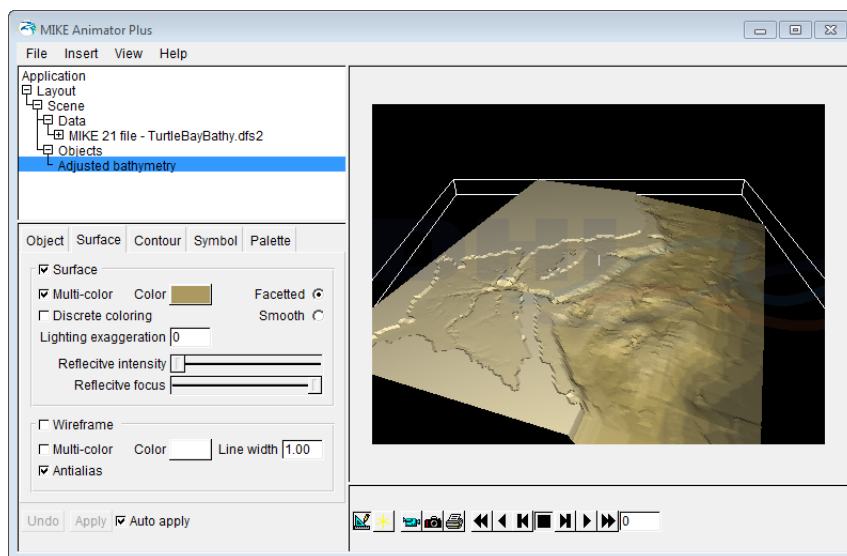 MIKE Animator Plus
File Insert View Help
Application
Layout
Scene
Data
MIKE 21 file - TurtleBayBathy.dfs2
Objects
Adjusted bathymetry
Object Surface Contour Symbol Palette
Surface
Multi-color Color Facetted
Discrete coloring Smooth
Lighting exaggeration 0
Reflective intensity
Reflective focus
Wireframe
Multi-color Color Line width 1.00
Antialias
Undo Apply Auto apply
0